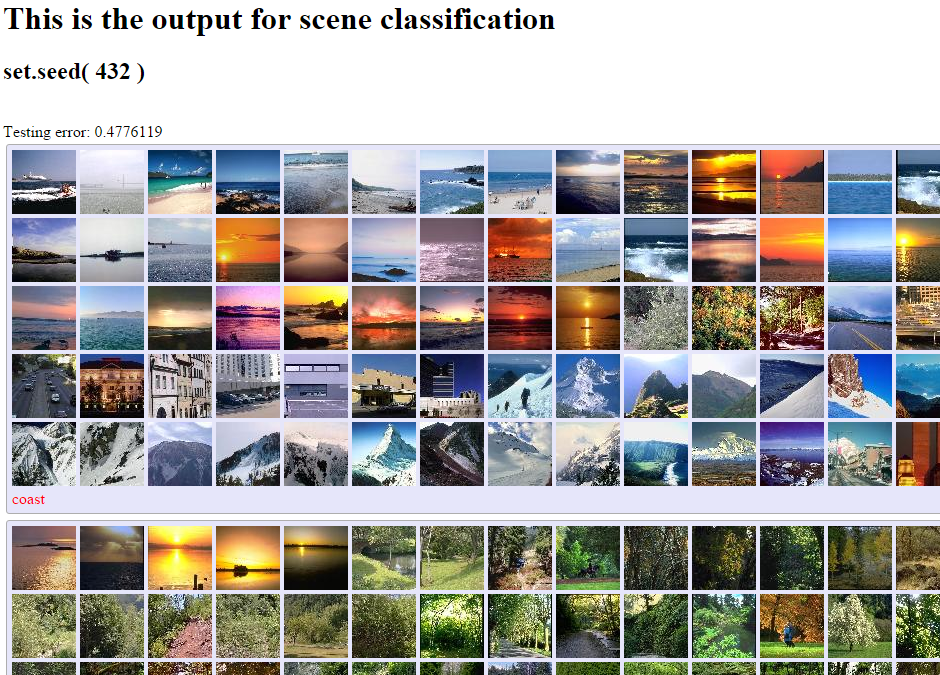 This is the output for scene classification
set.seed( 432 )
Testing error: 0.4776119
coast